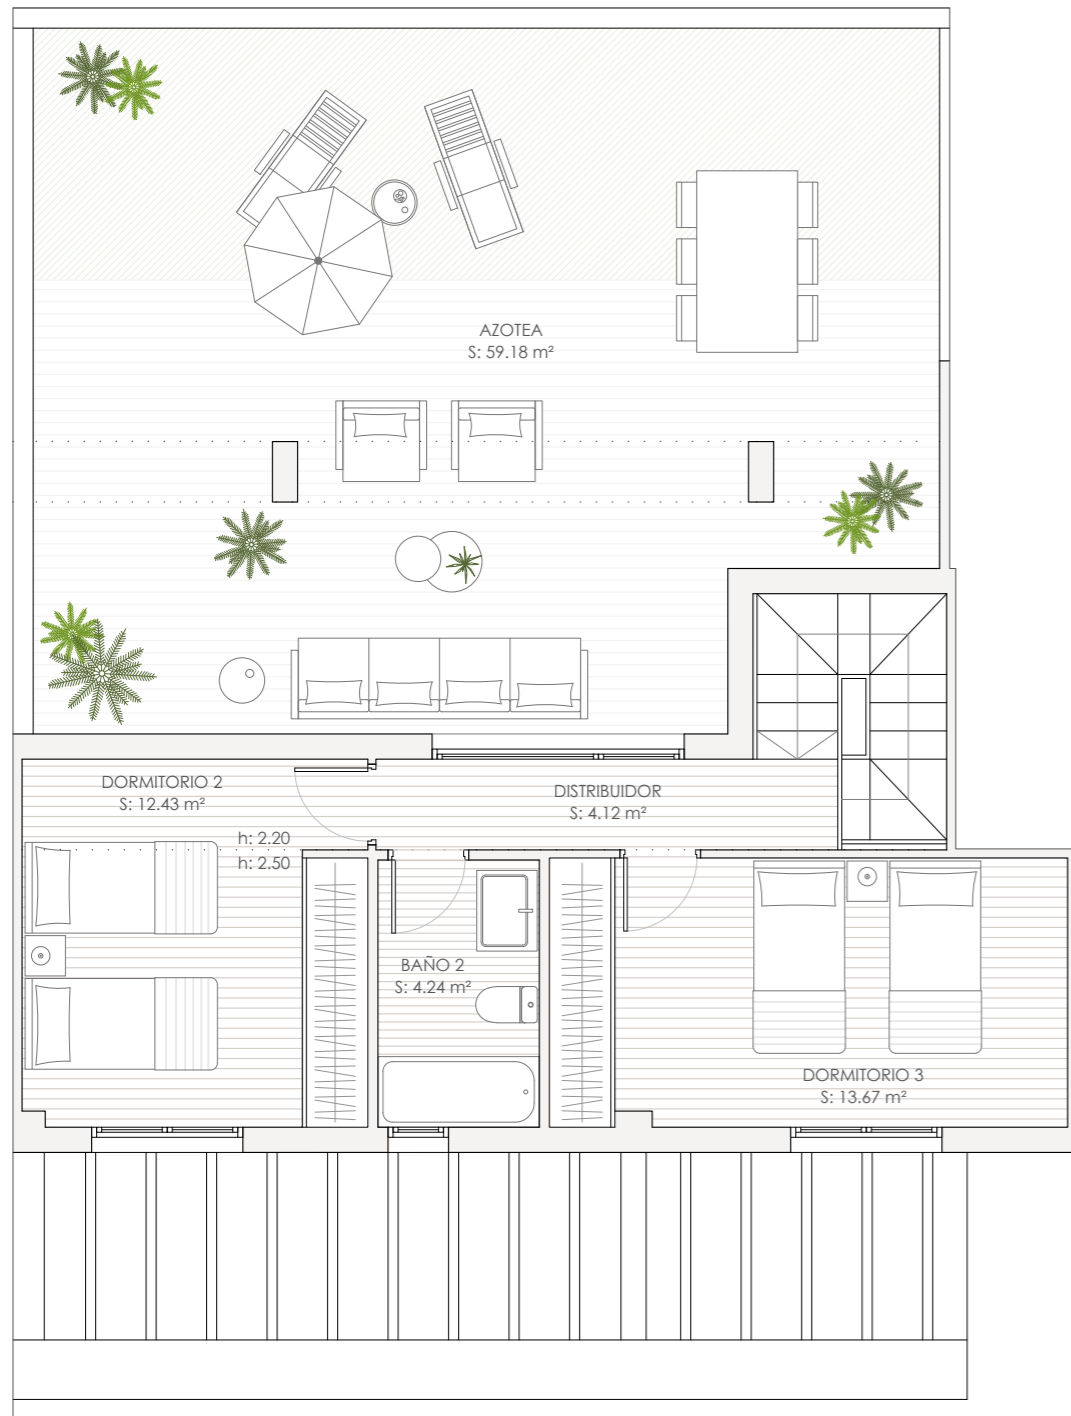 AZOTEA
S: 59.18 m²
DORMITORIO 2
S: 12.43 m²
DISTRIBUIDOR
S: 4.12 m²
h: 2.20
h: 2.50
BAÑO 2
S: 4.24 m²
DORMITORIO 3
S: 13.67 m²